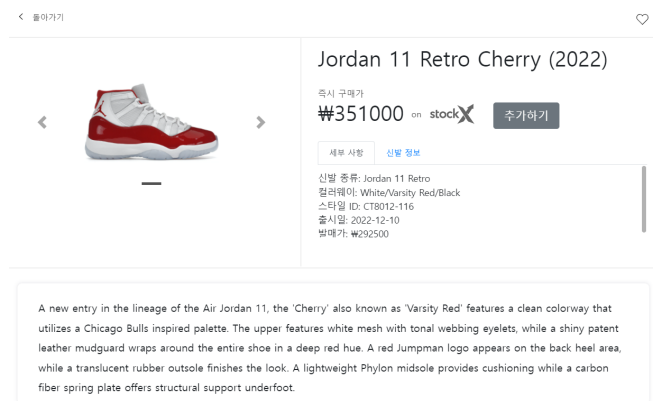 돌아가기
Jordan 11 Retro Cherry (2022)
즉시 구매가
₩351000 on stockX 추가하기
세부 사항 신발 정보
신발 종류: Jordan 11 Retro
컬러웨이: White/Varsity Red/Black
스타일 ID: CT8012-116
출시일: 2022-12-10
발매가: ₩292500
A new entry in the lineage of the Air Jordan 11, the 'Cherry' also known as 'Varsity Red' features a clean colorway that
utilizes a Chicago Bulls inspired palette. The upper features white mesh with tonal webbing eyelets, while a shiny patent
leather mudguard wraps around the entire shoe in a deep red hue. A red Jumpman logo appears on the back heel area,
while a translucent rubber outsole finishes the look. A lightweight Phylon midsole provides cushioning while a carbon
fiber spring plate offers structural support underfoot.